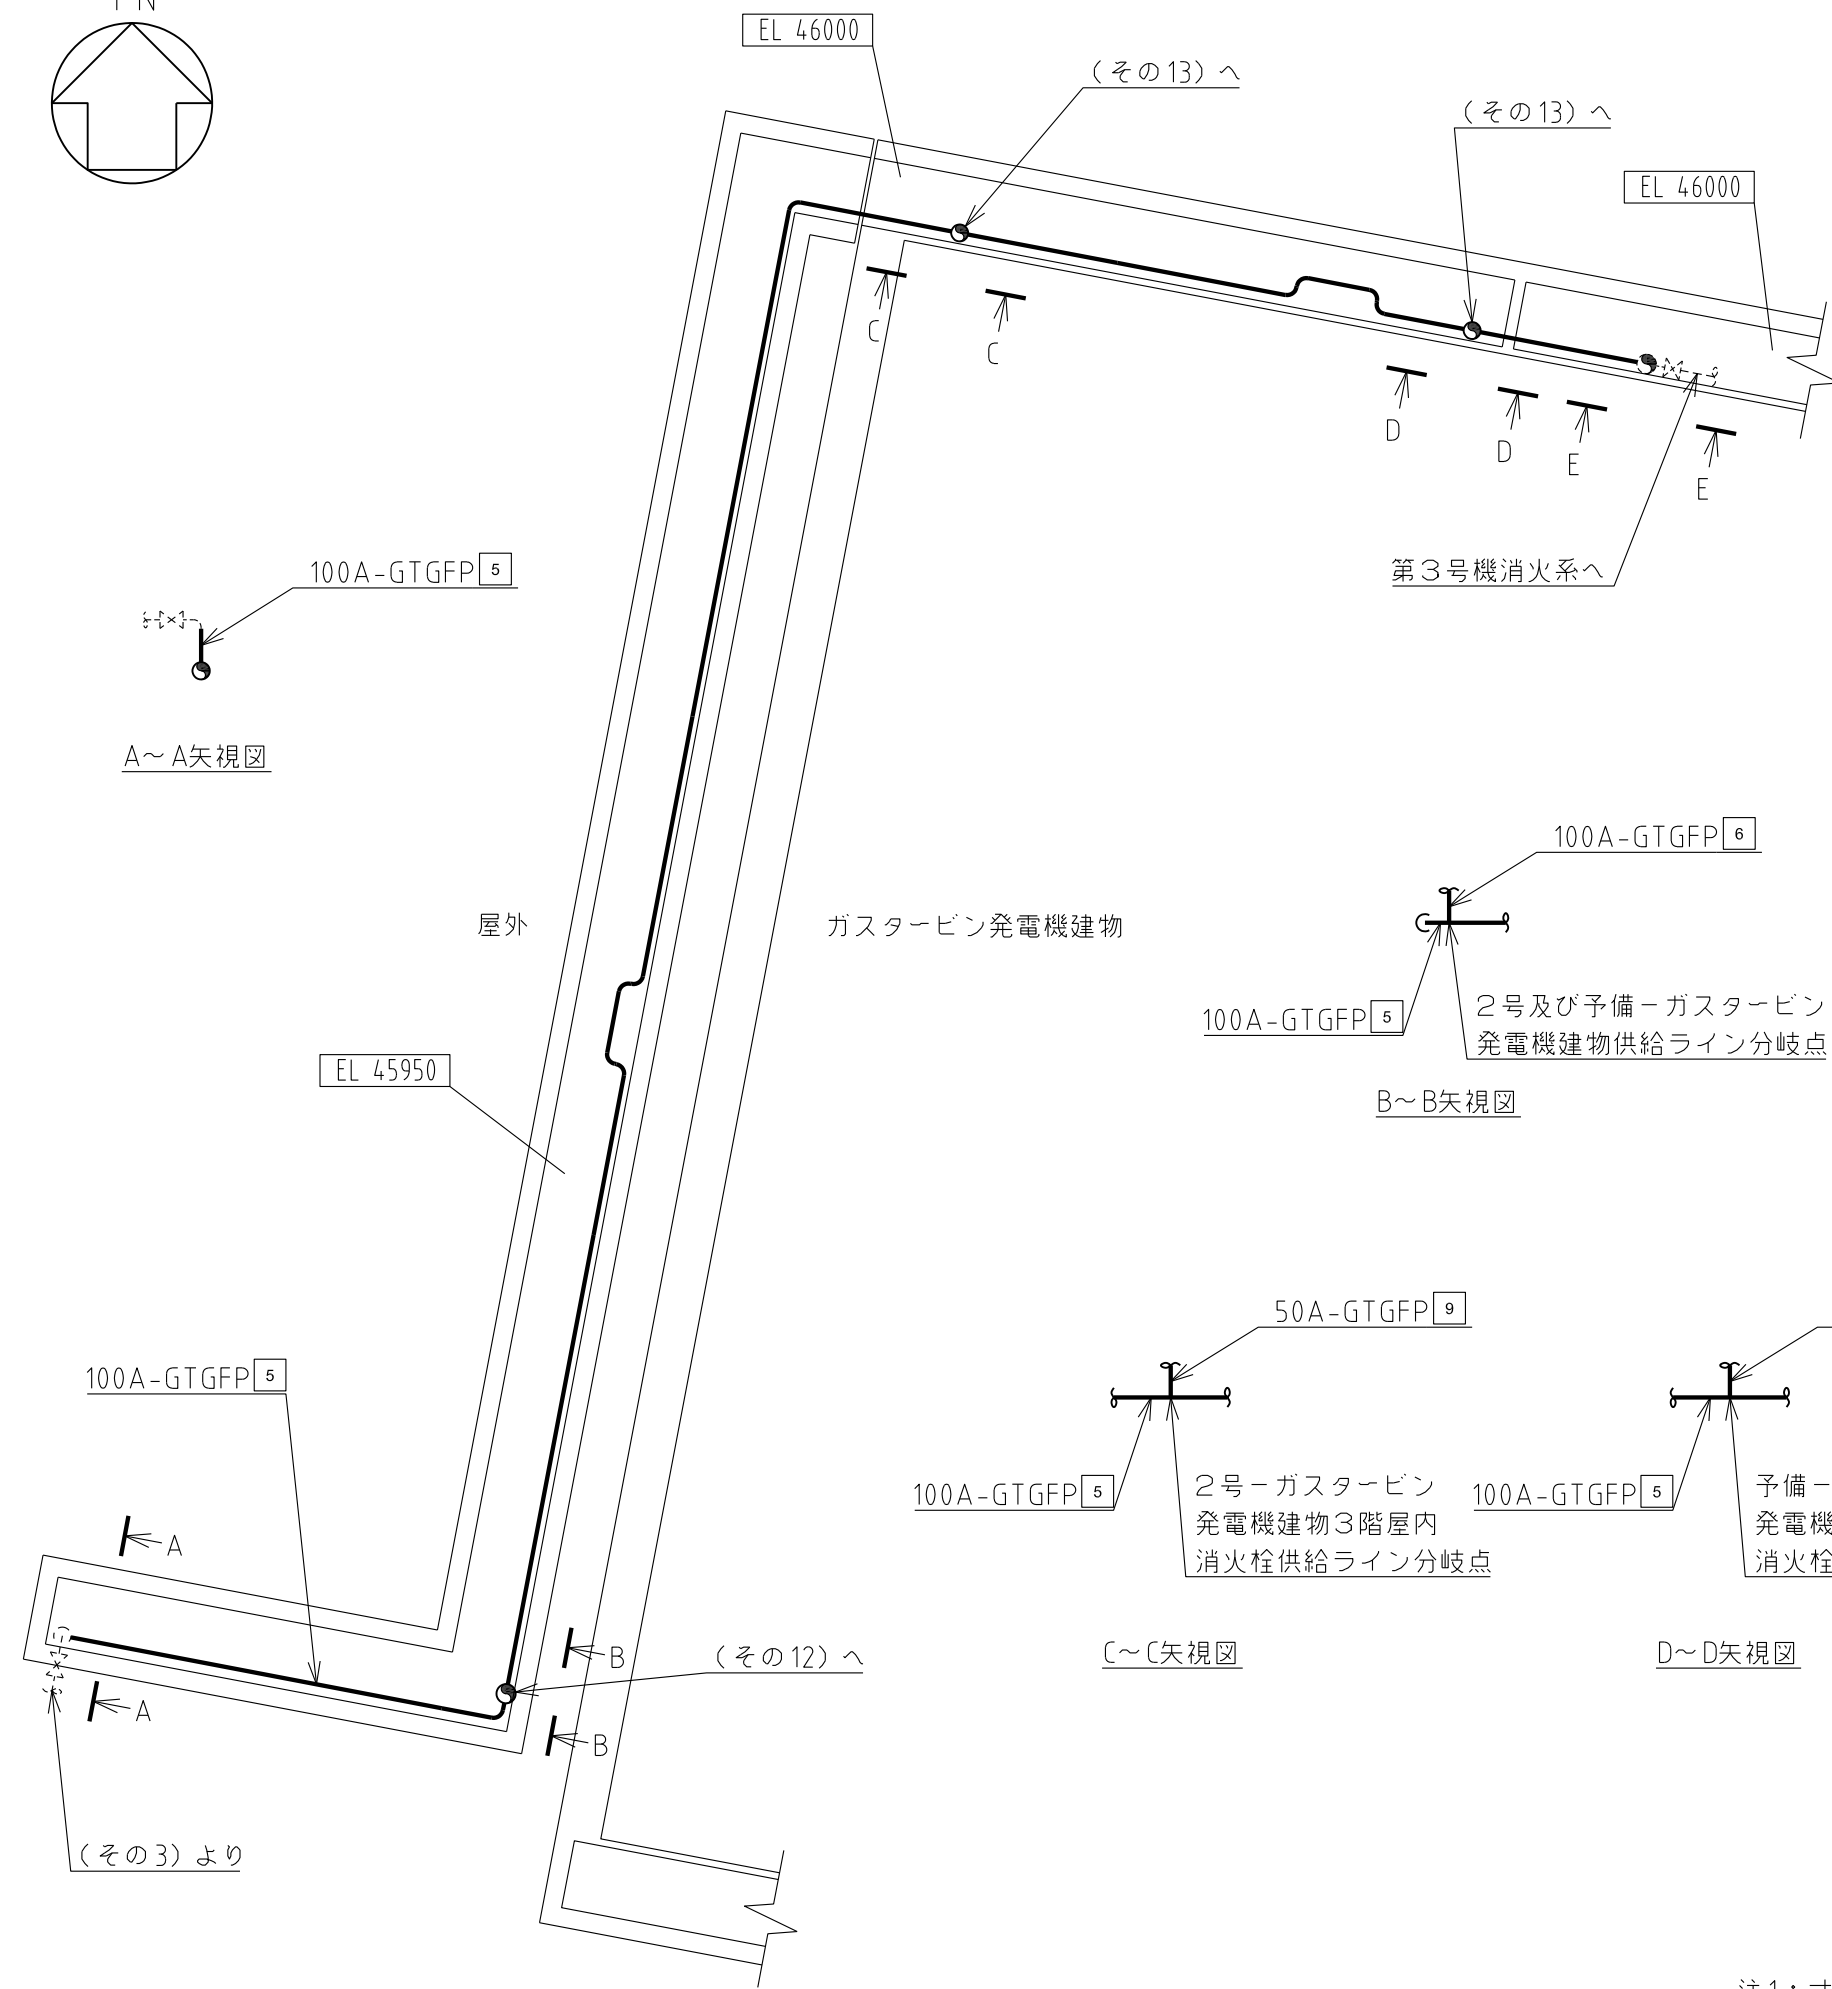 EL 46000
(その13)へ
(その13)へ
EL 46000
C
C
D
D
E
E
第3号機消火系へ
100A-GTGFP 5
A～A矢視図
屋外
ガスタービン発電機建物
100A-GTGFP 6
100A-GTGFP 5
2号及び予備－ガスタービン
発電機建物供給ライン分岐点
B～B矢視図
EL 45950
50A-GTGFP 9
100A-GTGFP 5
100A-GTGFP 5
2号－ガスタービン
発電機建物3階屋内
消火栓供給ライン分岐点
C～C矢視図
100A-GTGFP 5
予備－
発電機
消火栓
D～D矢視図
A
A
B
B
(その12)へ
(その3)より